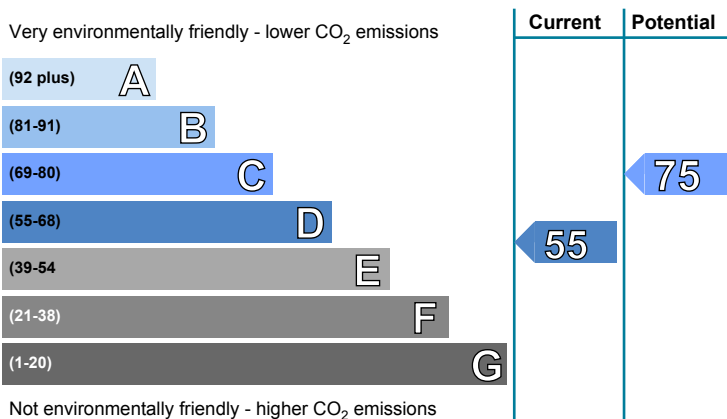 Very environmentally friendly - lower CO2 emissions
Current
Potential
(92 plus) A
(81-91) B
(69-80) C
75
(55-68) D
55
(39-54 E
(21-38) F
(1-20) G
Not environmentally friendly - higher CO2 emissions